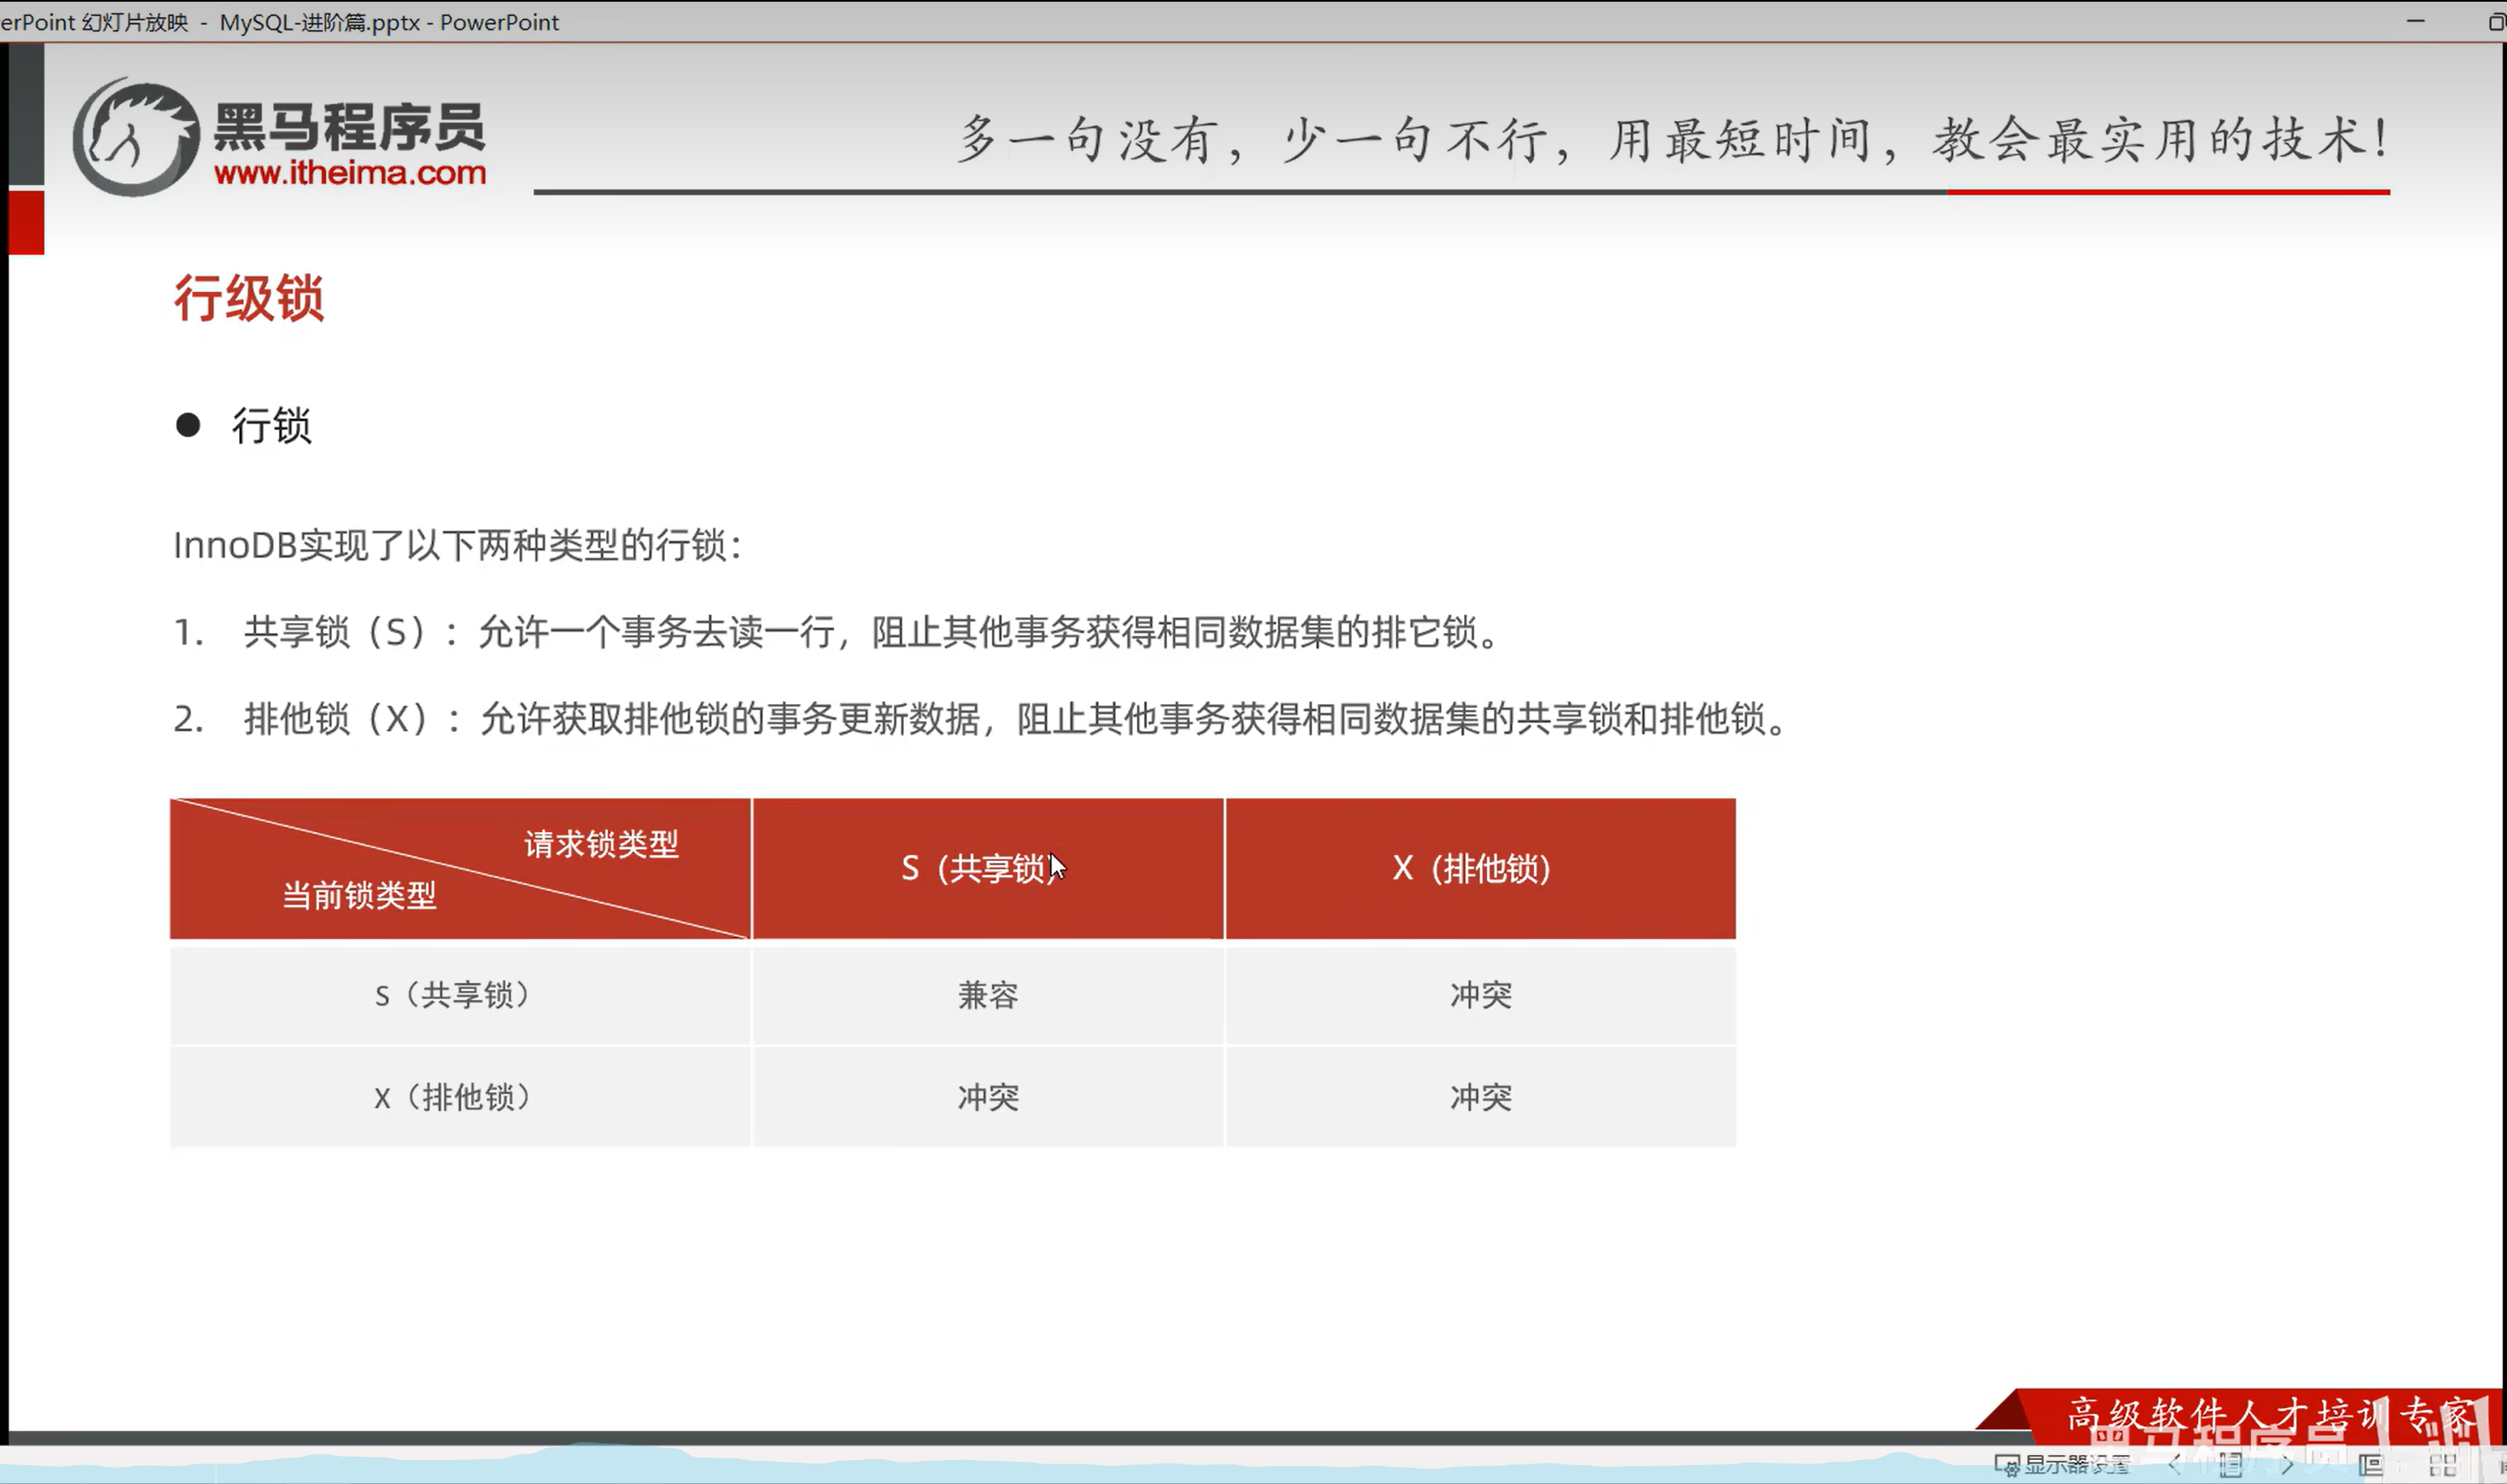 erPoint 幻灯片放映 - MySQL-进阶篇.pptx - PowerPoint
黑马程序员
www.itheima.com
多一句没有，少一句不行，用最短时间，教会最实用的技术！
行级锁
● 行锁
InnoDB实现了以下两种类型的行锁：
1. 共享锁（S）：允许一个事务去读一行，阻止其他事务获得相同数据集的排它锁。
2. 排他锁（X）：允许获取排他锁的事务更新数据，阻止其他事务获得相同数据集的共享锁和排他锁。
请求锁类型
当前锁类型
S（共享锁）
X（排他锁）
S（共享锁）
兼容
冲突
X（排他锁）
冲突
冲突
高级软件人才培训专家
黑马程序员
显示器设置